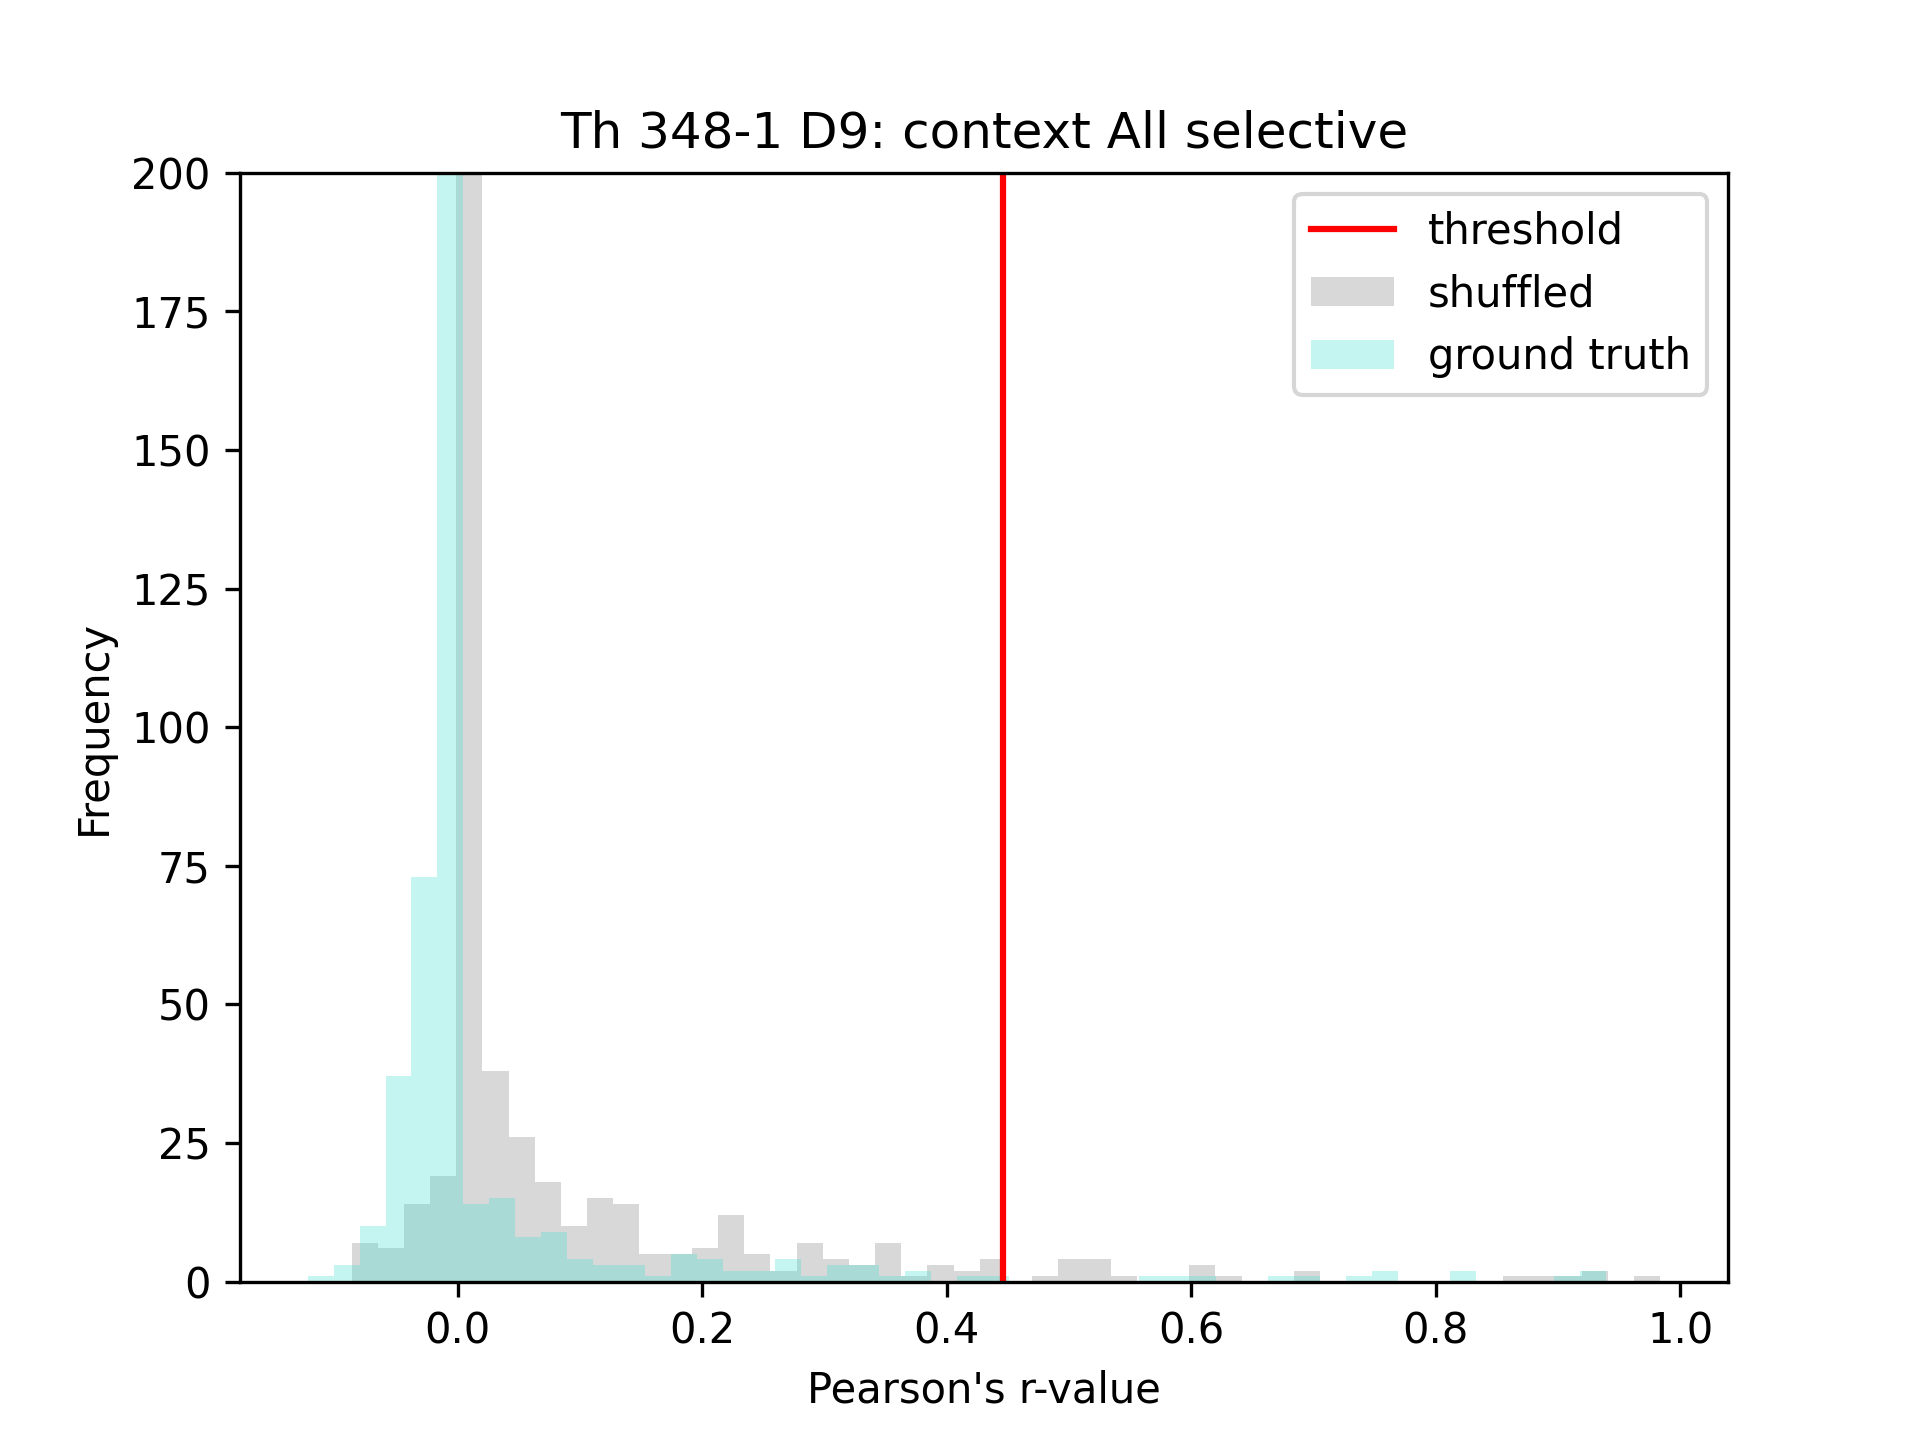 Th 348-1 D9: context All selective
200
175
150
125
100
75
50
25
0
Frequency
threshold
shuffled
ground truth
0.0 0.2 0.4 0.6 0.8 1.0
Pearson's r-value